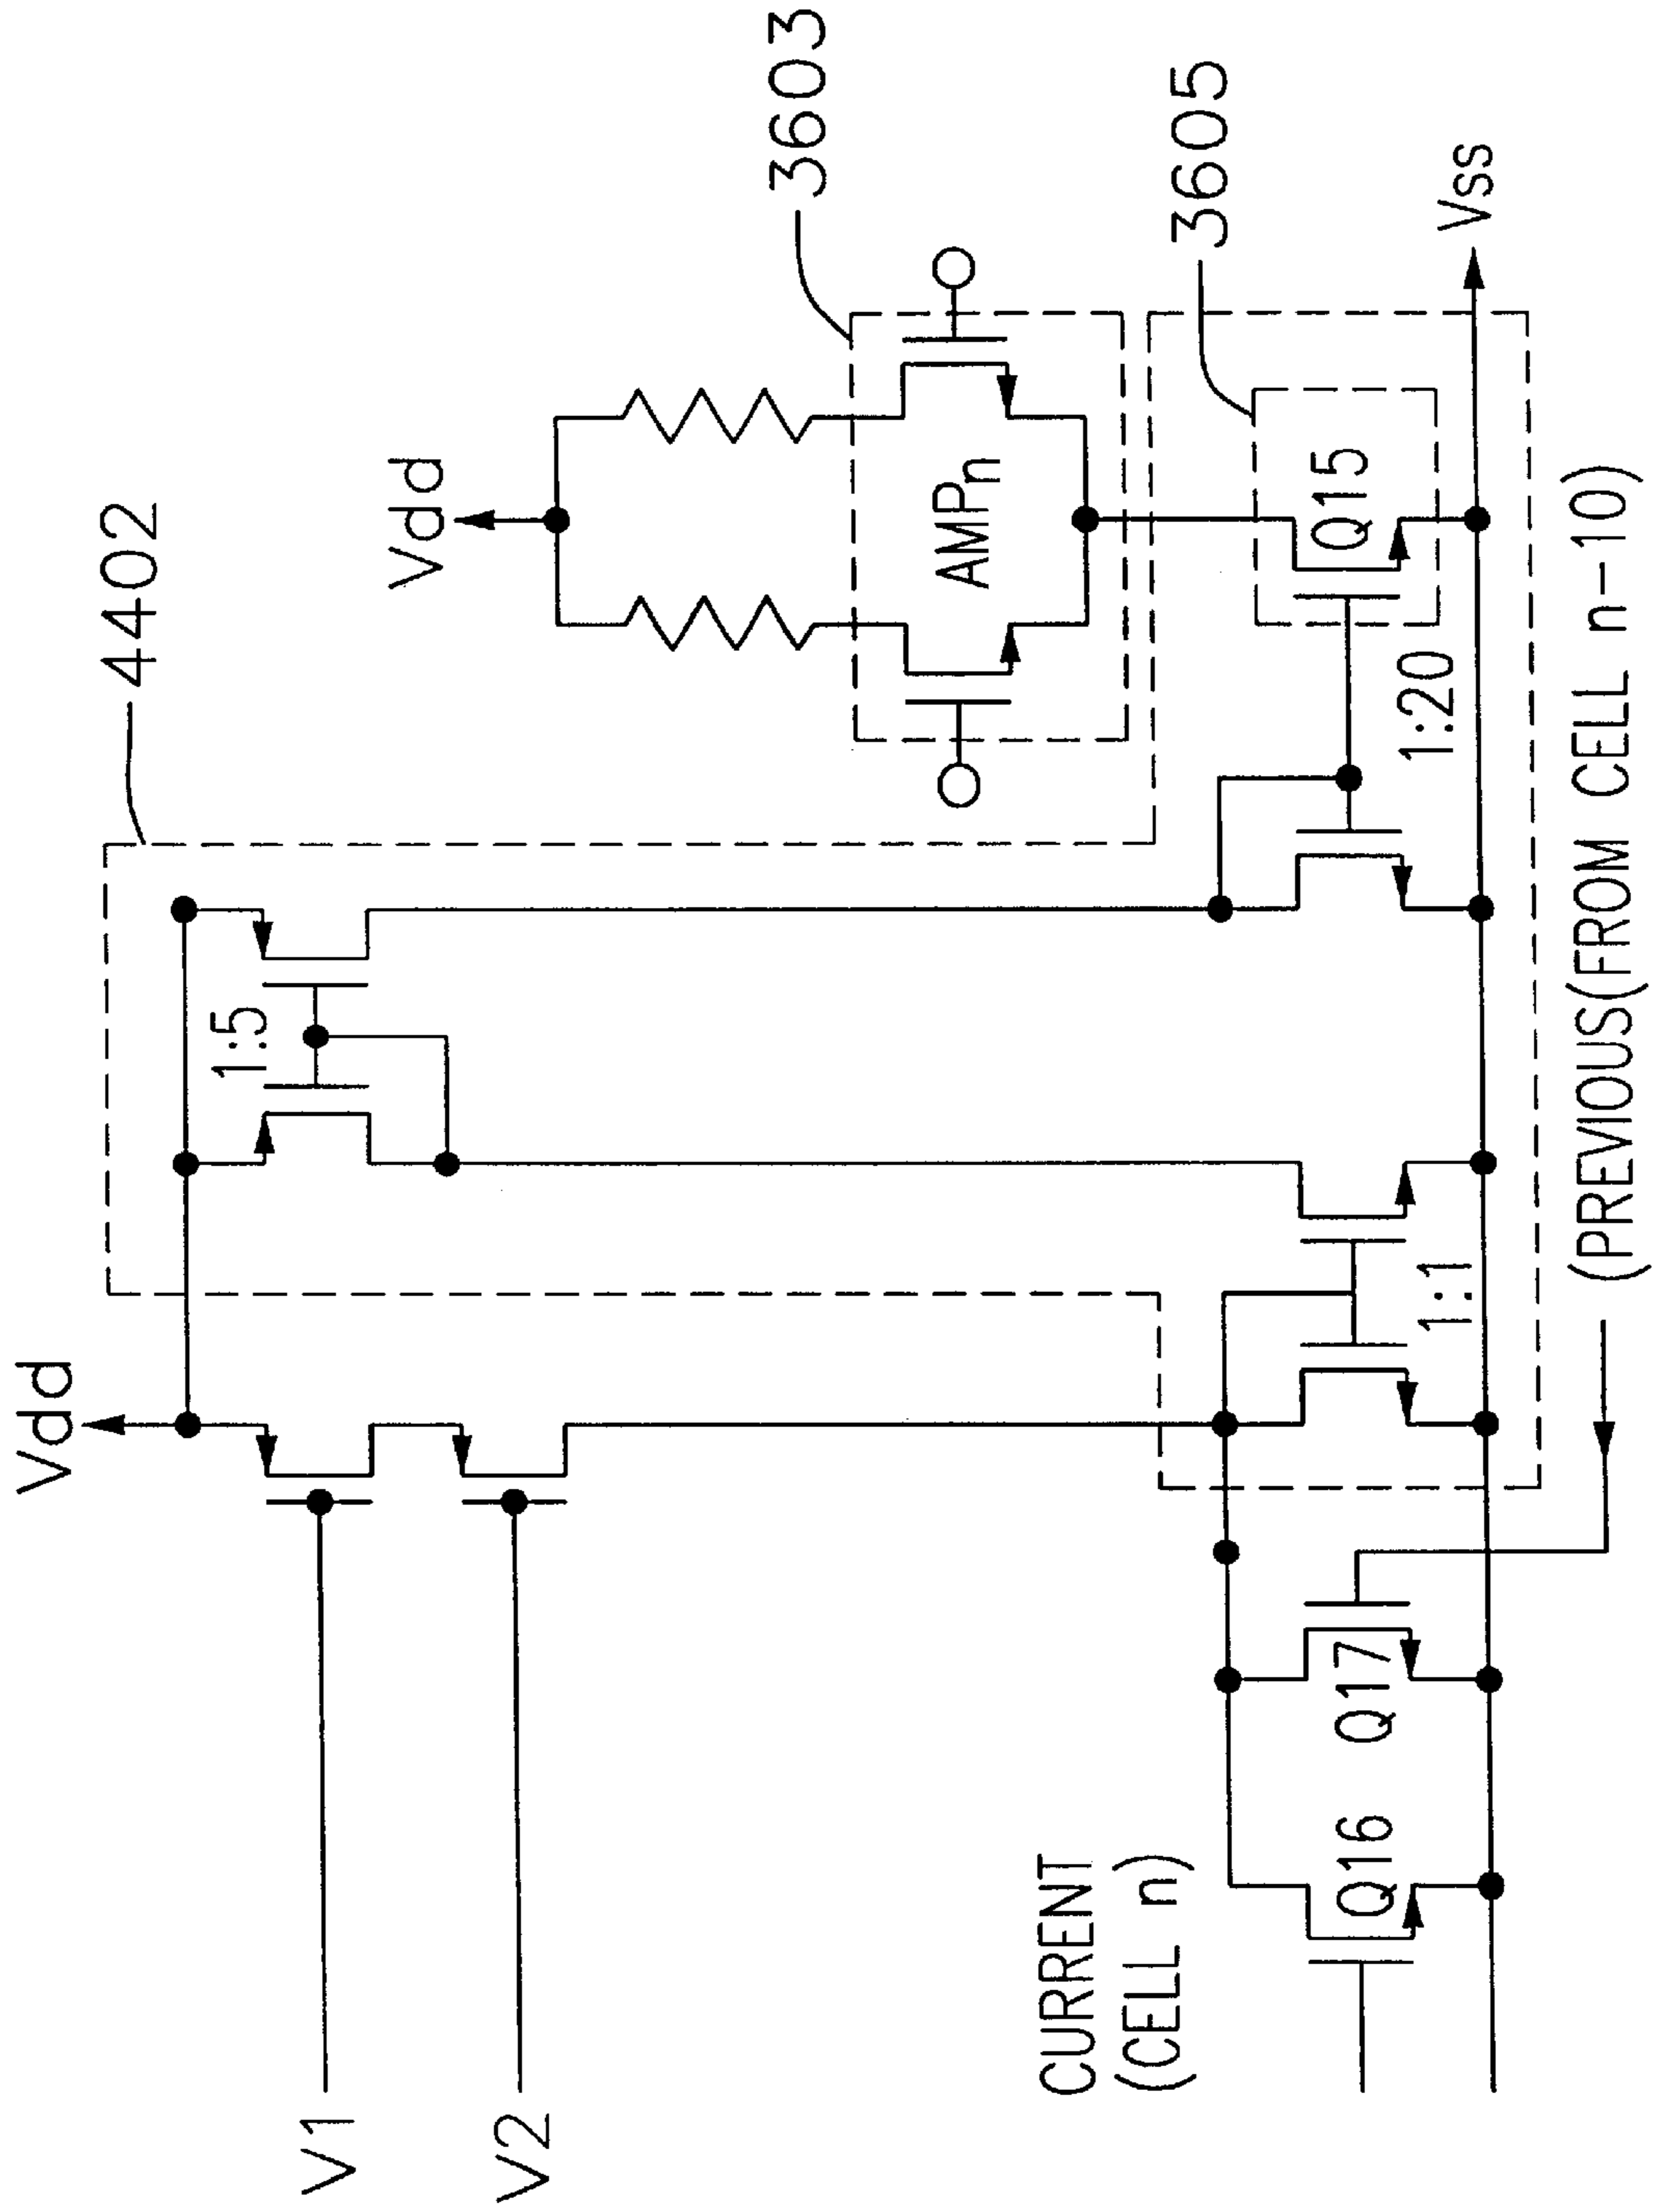 4402
Vdd
Vdd
3603
1:5
V1
V2
AMPn
3605
CURRENT
(CELL n)
Q16
Q17
Q15
1:1
1:20
Vss
(PREVIOUS(FROM CELL n-10)